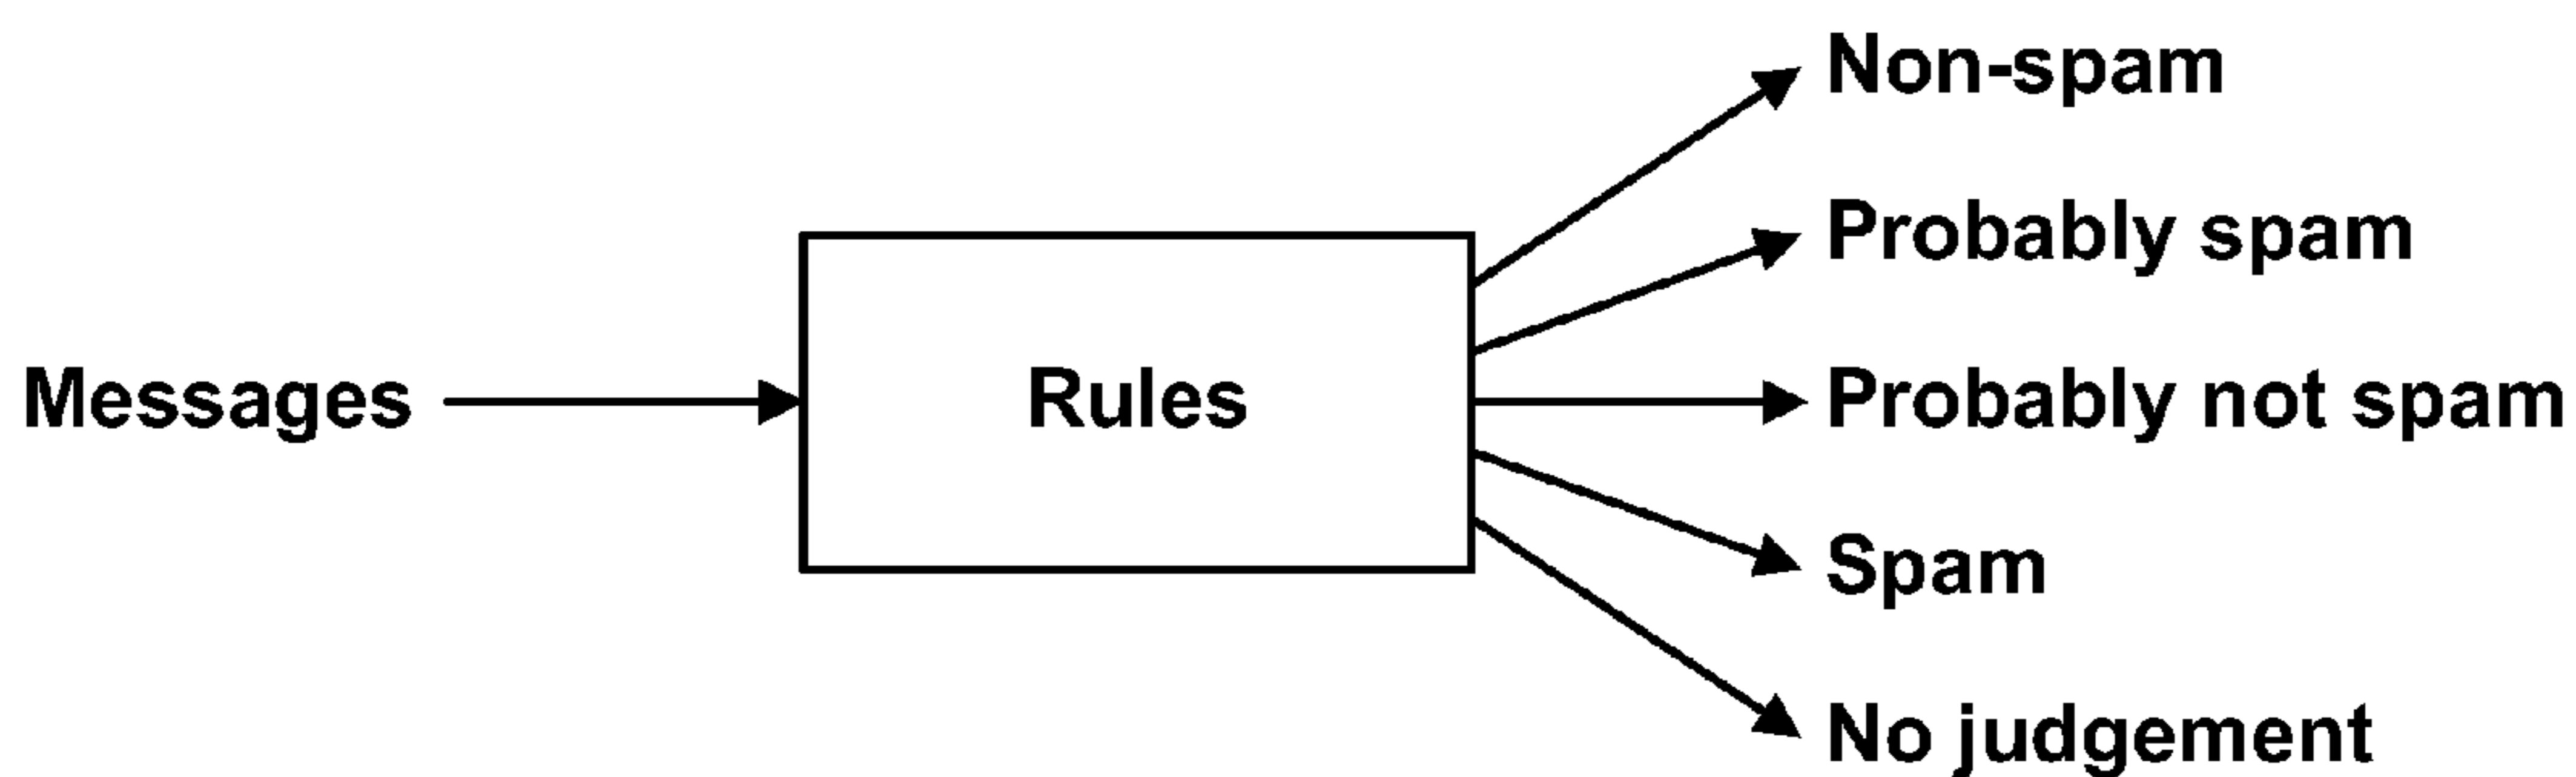 Non-spam
Probably spam
Messages
Rules
Probably not spam
Spam
No judgement